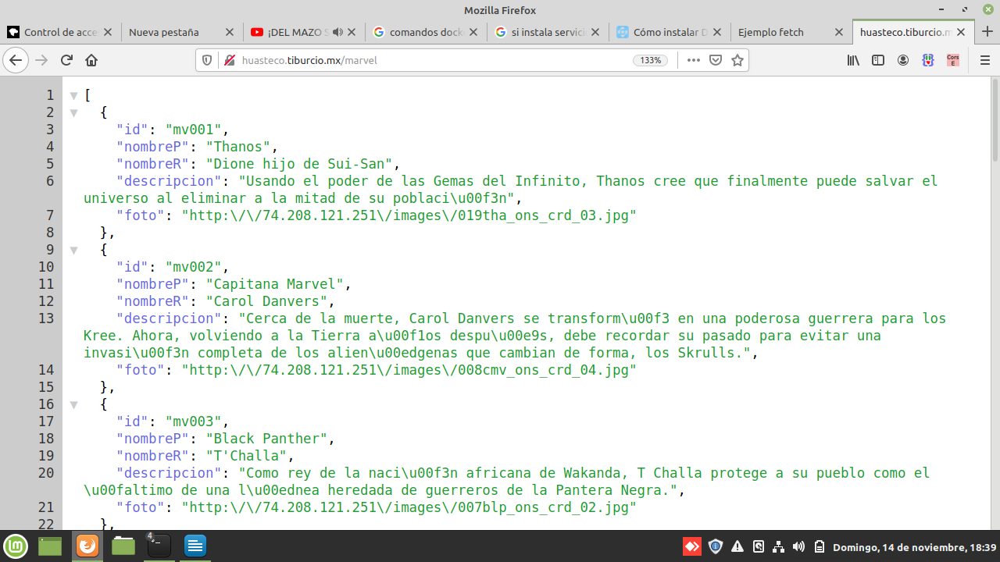 Mozilla Firefox
Control de acce
Nueva pestaña
¡DEL MAZO S
comandos dock
si instala servici
Cómo instalar D
Ejemplo fetch
huasteco.tiburcio.m
huasteco.tiburcio.mx/marvel
133%
Cors
E
1 [
2 {
3 "id": "mv001",
4 "nombreP": "Thanos",
5 "nombreR": "Dione hijo de Sui-San",
6 "descripcion": "Usando el poder de las Gemas del Infinito, Thanos cree que finalmente puede salvar el
universo al eliminar a la mitad de su poblaci\u00f3n",
7 "foto": "http:\/\/74.208.121.251\/images\/019tha_ons_crd_03.jpg"
8 },
9 {
10 "id": "mv002",
11 "nombreP": "Capitana Marvel",
12 "nombreR": "Carol Danvers",
13 "descripcion": "Cerca de la muerte, Carol Danvers se transform\u00f3 en una poderosa guerrera para los
Kree. Ahora, volviendo a la Tierra a\u00f1os despu\u00e9s, debe recordar su pasado para evitar una
invasi\u00f3n completa de los alien\u00edgenas que cambian de forma, los Skrulls.",
14 "foto": "http:\/\/74.208.121.251\/images\/008cmv_ons_crd_04.jpg"
15 },
16 {
17 "id": "mv003",
18 "nombreP": "Black Panther",
19 "nombreR": "T'Challa",
20 "descripcion": "Como rey de la naci\u00f3n africana de Wakanda, T Challa protege a su pueblo como el
\u00faltimo de una l\u00ednea heredada de guerreros de la Pantera Negra.",
21 "foto": "http:\/\/74.208.121.251\/images\/007blp_ons_crd_02.jpg"
22 },
4
Domingo, 14 de noviembre, 18:39